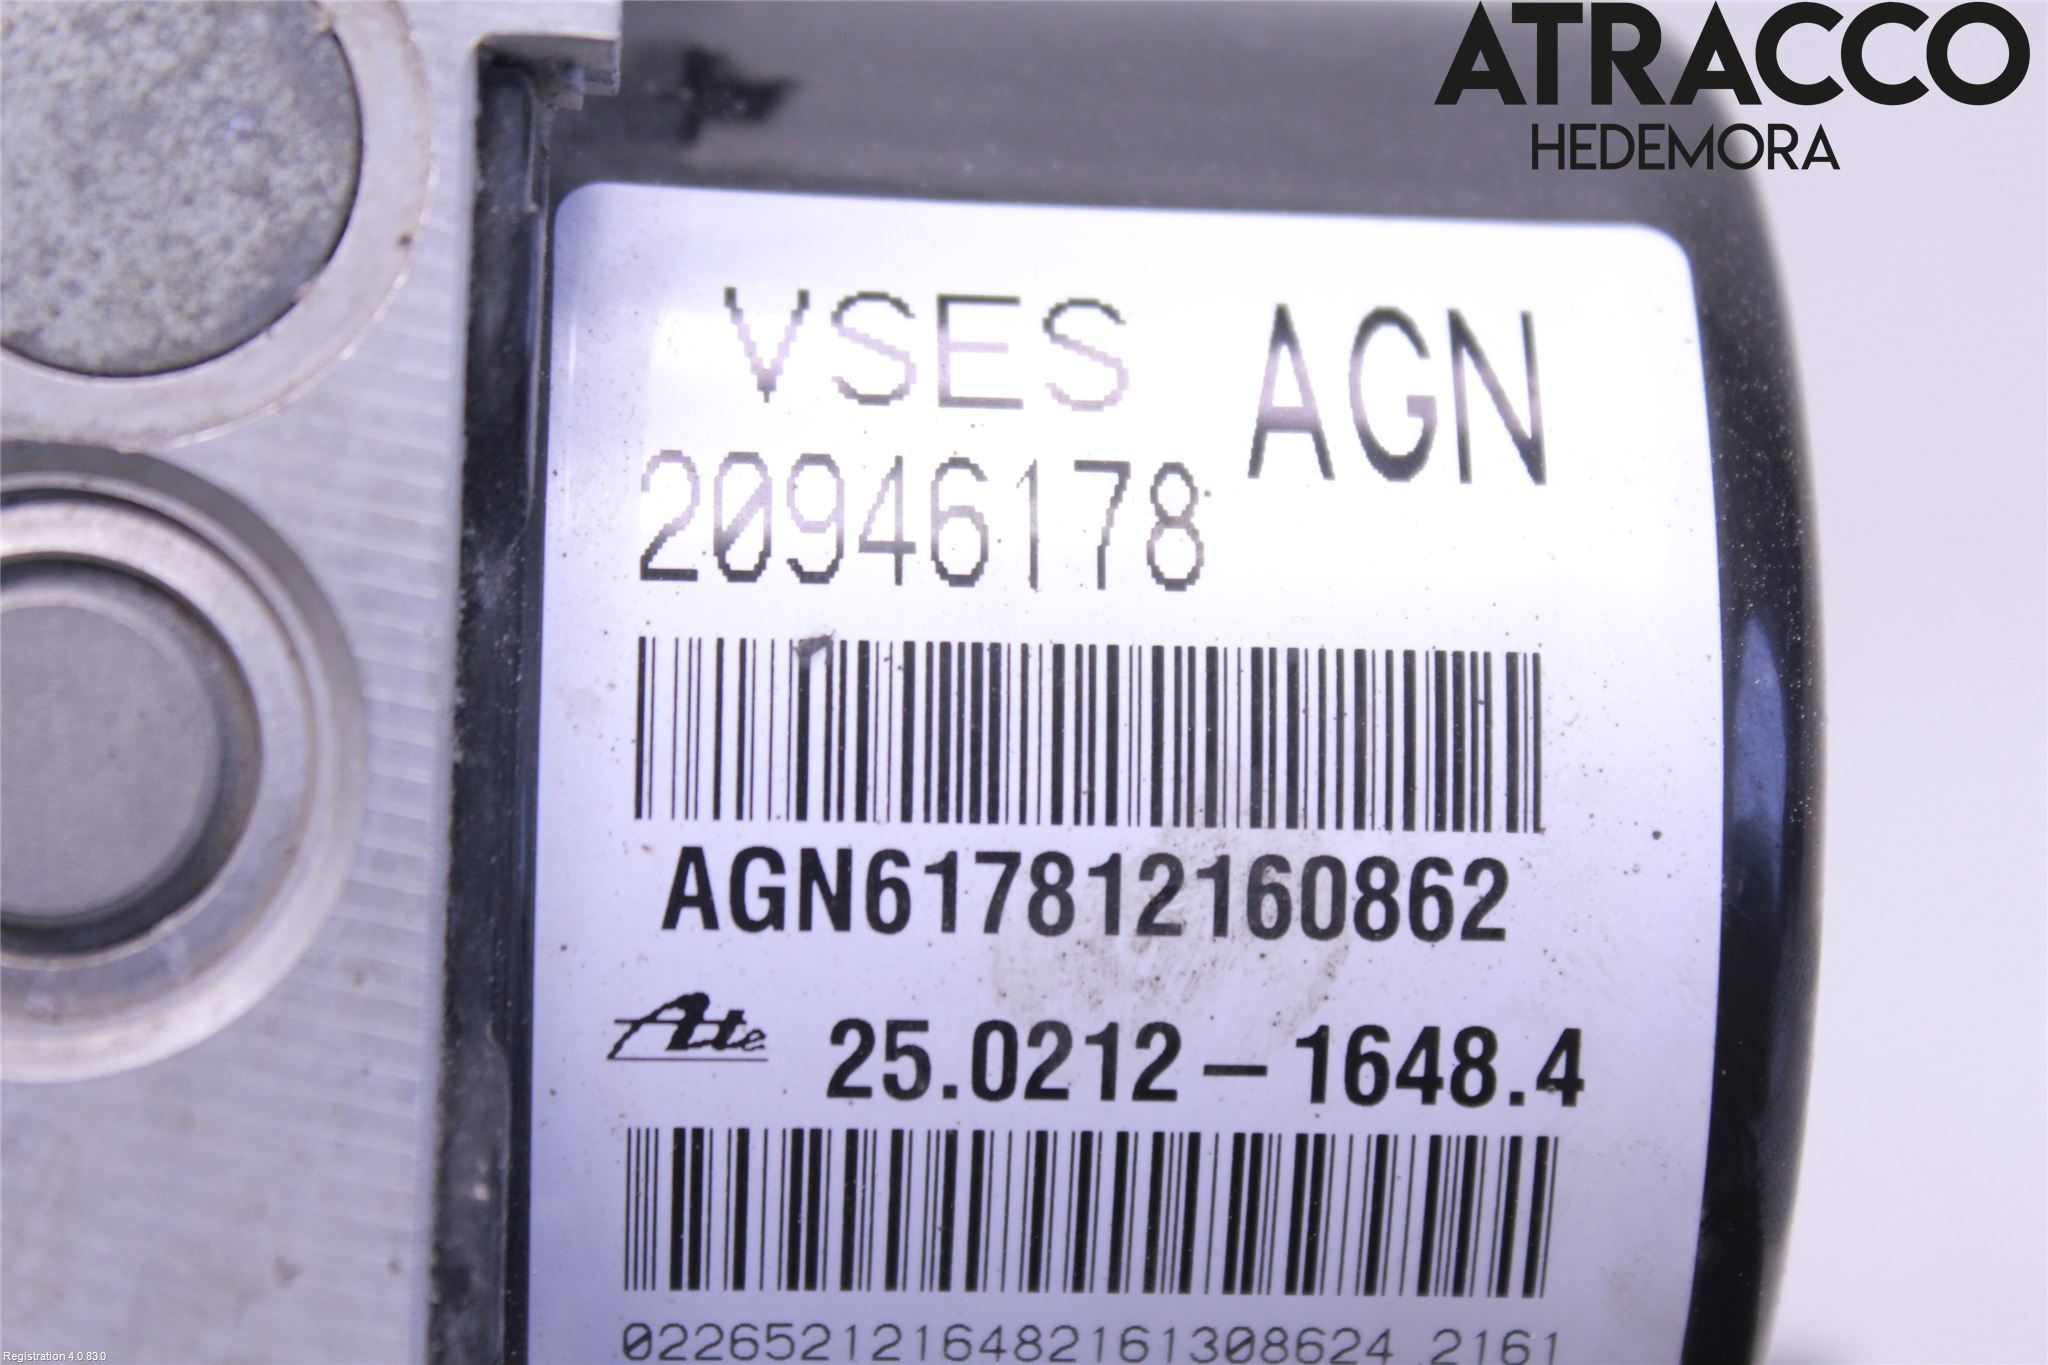 ATRACCO
HEDEMORA
VSES AGN
20946178
AGN617812160862
Ate 25.0212-1648.4
0226521216482161308624 2161
Registration 4.0.83.0